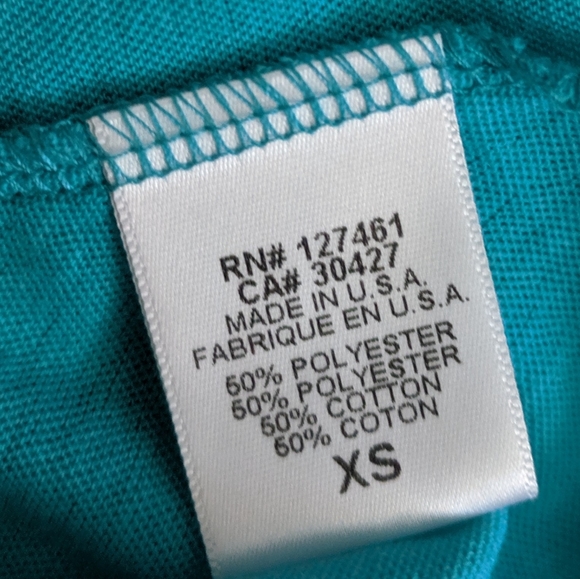 RN# 127461
CA# 30427
MADE IN U.S.A.
FABRIQUE EN U.S.A.
50% POLYESTER
50% POLYESTER
50% COTTON
50% COTON
XS